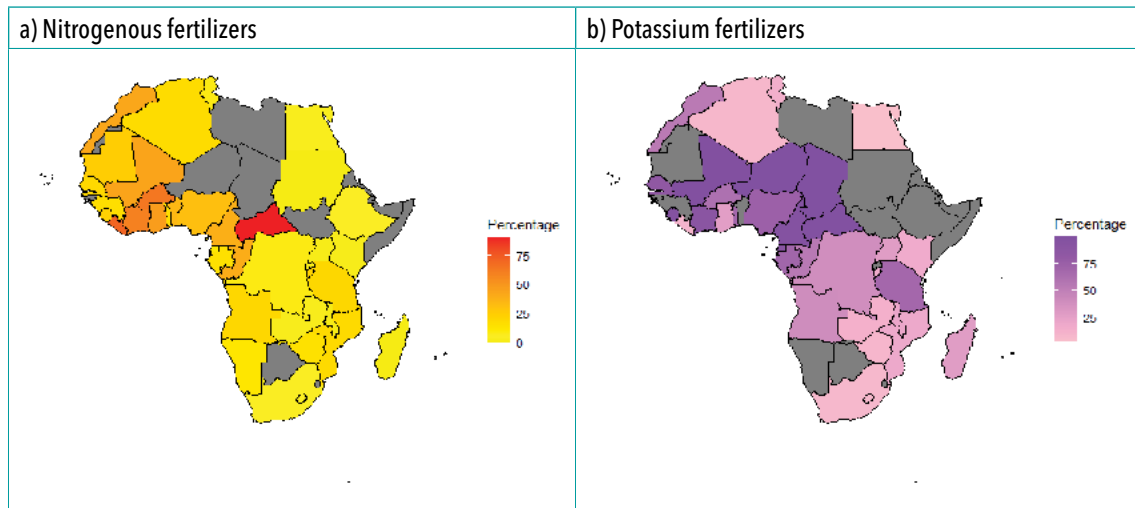 a) Nitrogenous fertilizers
b) Potassium fertilizers
Percentage
75
50
25
0
Percentage
75
50
25